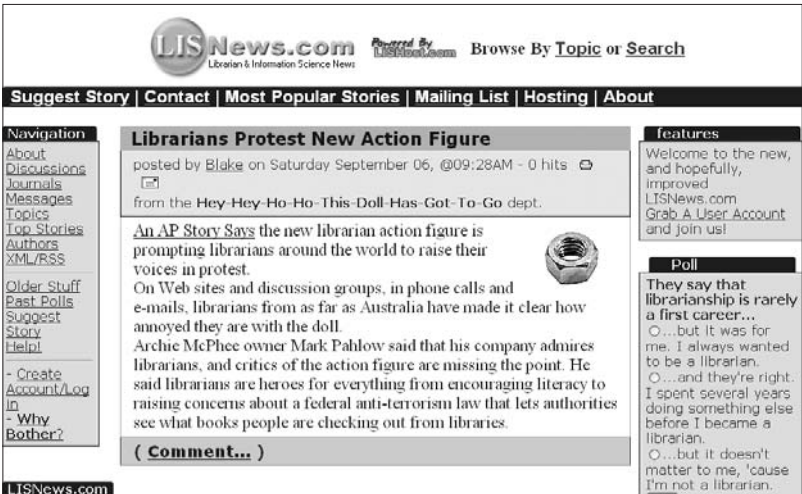 LISNews.com
Librarian & Information Science News
Powered By
LISHost.com
Browse By Topic or Search
Suggest Story | Contact | Most Popular Stories | Mailing List | Hosting | About
Navigation
About
Discussions
Journals
Messages
Topics
Top Stories
Authors
XML/RSS
Older Stuff
Past Polls
Suggest
Story
Help!
- Create
Account/Log
in
- Why
Bother?
LISNews.com
Librarians Protest New Action Figure
posted by Blake on Saturday September 06, @09:28AM - 0 hits
from the Hey-Hey-Ho-Ho-This-Doll-Has-Got-To-Go dept.
An AP Story Says the new librarian action figure is
prompting librarians around the world to raise their
voices in protest.
On Web sites and discussion groups, in phone calls and
e-mails, librarians from as far as Australia have made it clear how
annoyed they are with the doll.
Archie McPhee owner Mark Pahlow said that his company admires
librarians, and critics of the action figure are missing the point. He
said librarians are heroes for everything from encouraging literacy to
raising concerns about a federal anti-terrorism law that lets authorities
see what books people are checking out from libraries.
( Comment... )
features
Welcome to the new,
and hopefully,
improved
LISNews.com
Grab A User Account
and join us!
Poll
They say that
librarianship is rarely
a first career...
...but it was for
me. I always wanted
to be a librarian.
...and they're right.
I spent several years
doing something else
before I became a
librarian.
...but it doesn't
matter to me, 'cause
I'm not a librarian.